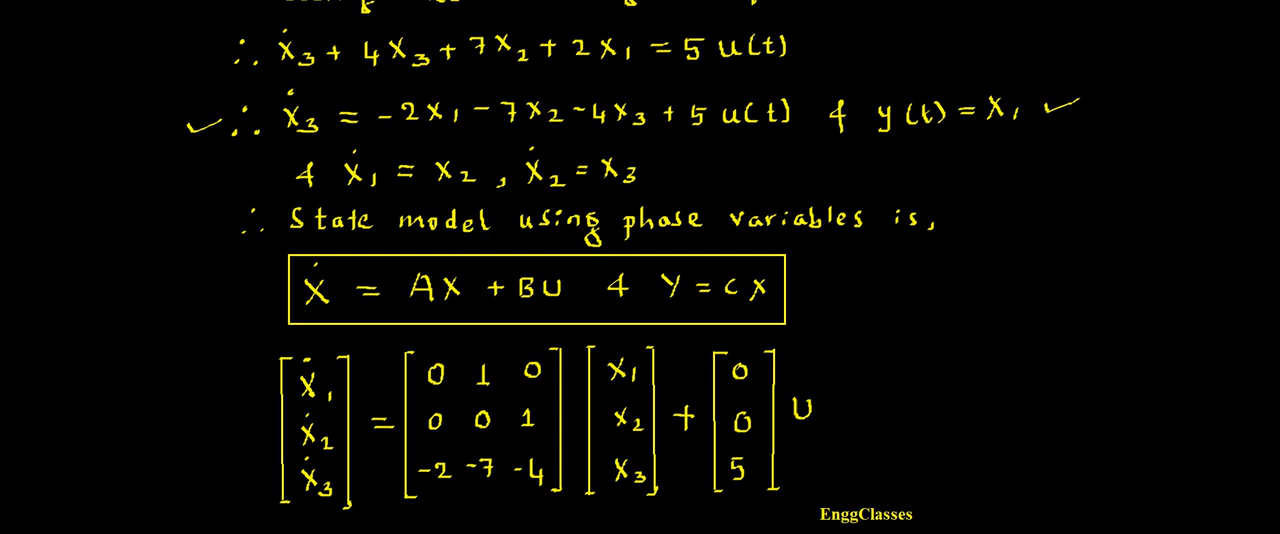 ∴ ẋ₃ + 4x₃ + 7x₂ + 2x₁ = 5 u(t)
∴ ẋ₃ = -2x₁ - 7x₂ - 4x₃ + 5 u(t) & y(t) = x₁
& ẋ₁ = x₂, ẋ₂ = x₃
∴ State model using phase variables is,
Ẋ = AX + BU & Y = CX
[ẋ₁ ẋ₂ ẋ₃] = [0 1 0 0 0 1 -2 -7 -4] [x₁ x₂ x₃] + [0 0 5] U
EnggClasses